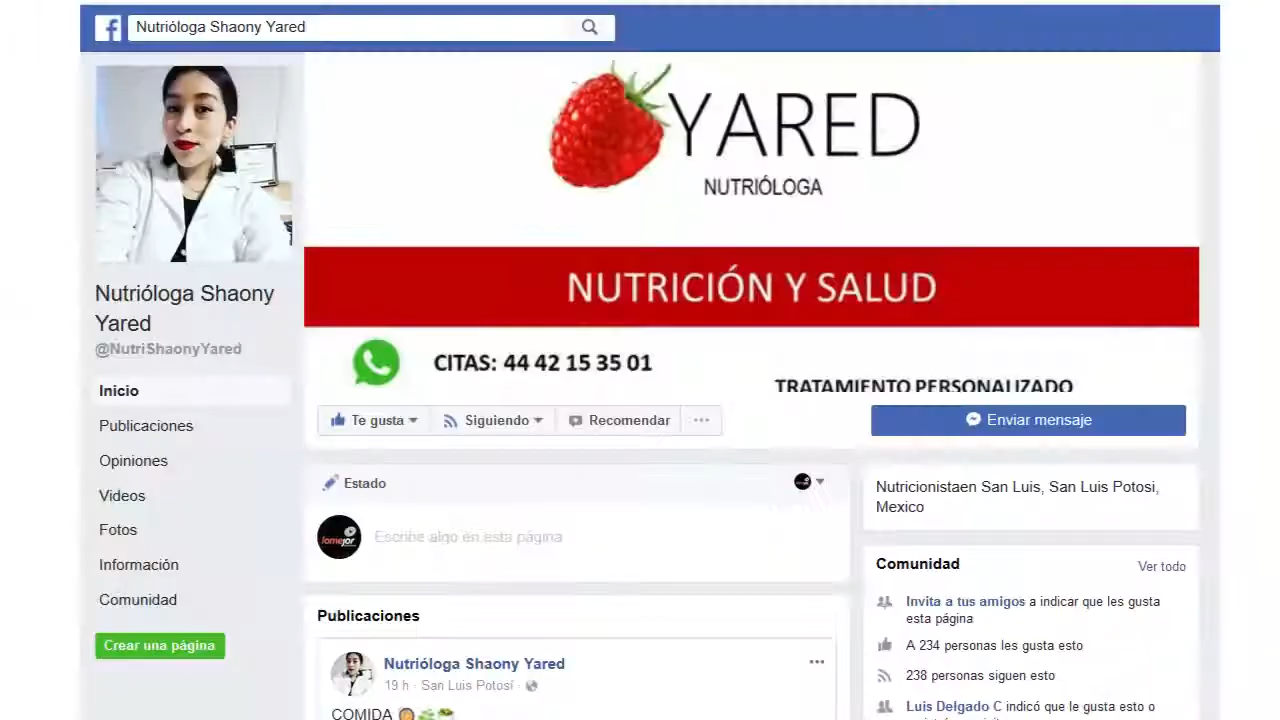 Nutrióloga Shaony Yared
YARED
NUTRIÓLOGA
NUTRICIÓN Y SALUD
CITAS: 44 42 15 35 01
TRATAMIENTO PERSONALIZADO
Nutrióloga Shaony
Yared
@NutriShaonyYared
Inicio
Publicaciones
Opiniones
Videos
Fotos
Información
Comunidad
Crear una página
Te gusta
Siguiendo
Recomendar
Enviar mensaje
Estado
lomejor
Escribe algo en esta página
Publicaciones
Nutrióloga Shaony Yared
19 h · San Luis Potosí ·
COMIDA
Nutricionistaen San Luis, San Luis Potosi,
Mexico
Comunidad
Ver todo
Invita a tus amigos a indicar que les gusta
esta página
A 234 personas les gusta esto
238 personas siguen esto
Luis Delgado C indicó que le gusta esto o